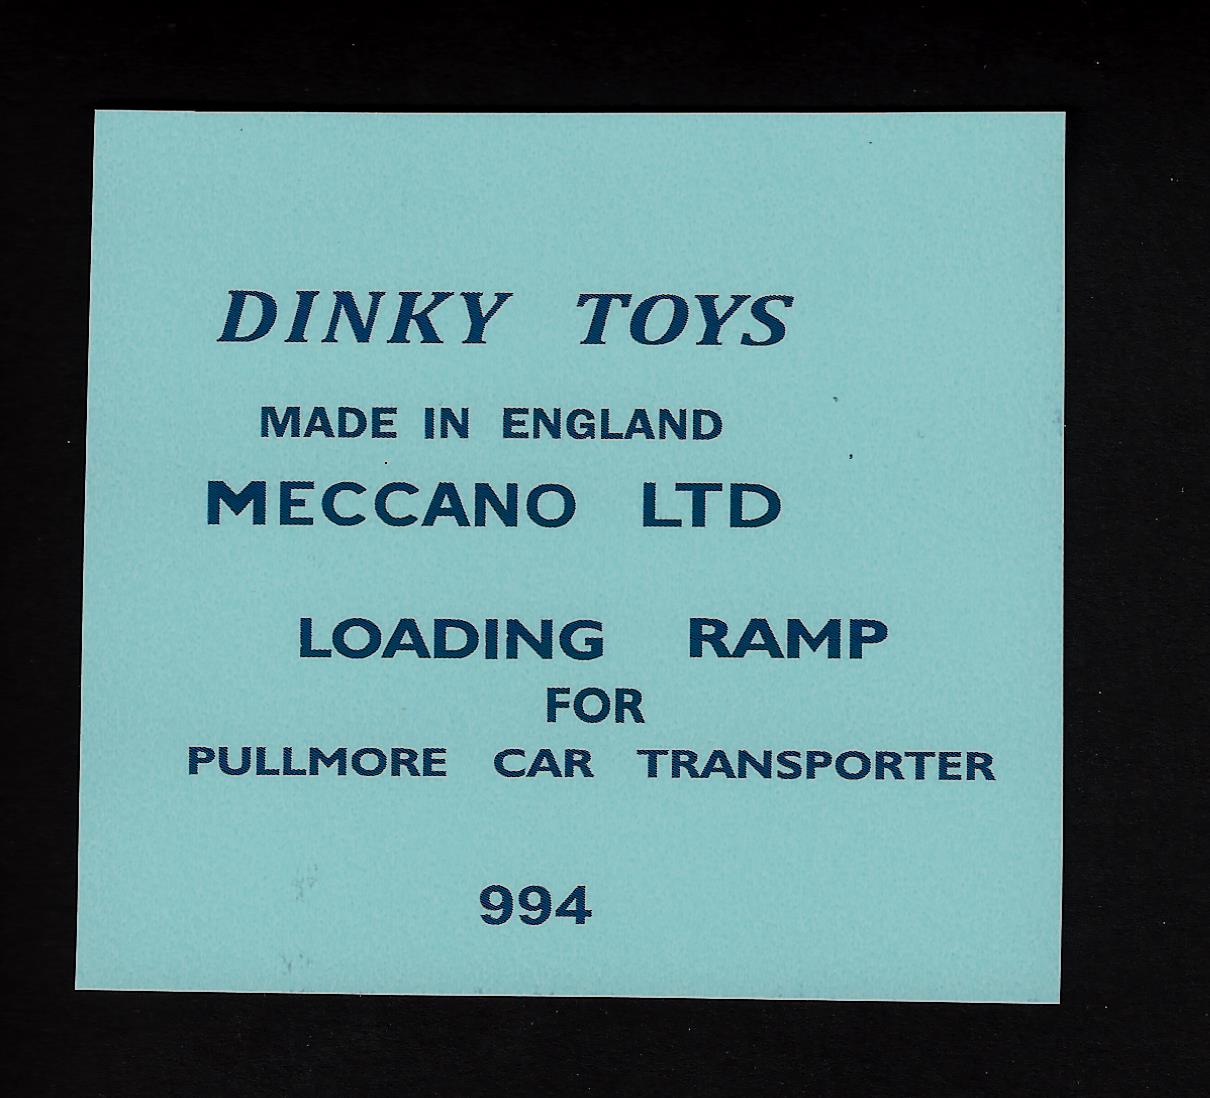 DINKY TOYS
MADE IN ENGLAND
MECCANO LTD
LOADING RAMP
FOR
PULLMORE CAR TRANSPORTER
994